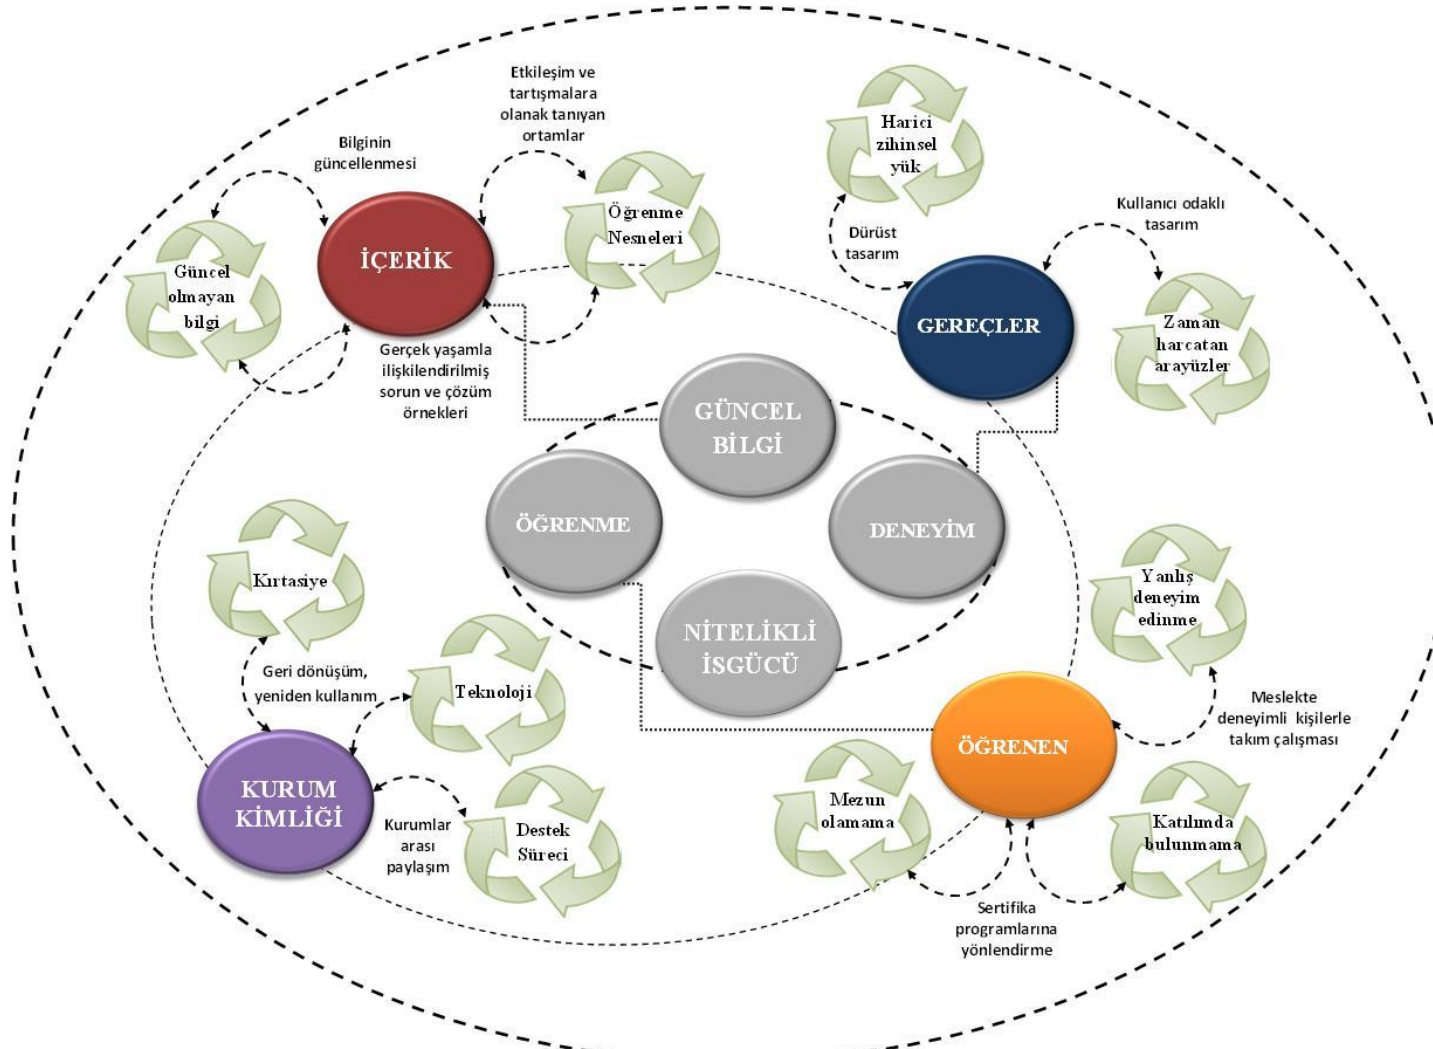 Etkileşim ve
tartışmalara
olanak tanıyan
ortamlar
Bilginin
güncellenmesi
Harici
zihinsel
yük
Kullanıcı odaklı
tasarım
Öğrenme
Nesneleri
Dürüst
tasarım
İÇERİK
Güncel
olmayan
bilgi
GEREÇLER
Zaman
harcatan
arayüzler
Gerçek yaşamla
ilişkilendirilmiş
sorun ve çözüm
örnekleri
GÜNCEL
BİLGİ
ÖĞRENME
DENEYİM
NİTELİKLİ
İSGÜCÜ
Kırtasiye
Yanlış
deneyim
edinme
Geri dönüşüm,
yeniden kullanım
Teknoloji
Meslekte
deneyimli kişilerle
takım çalışması
ÖĞRENEN
KURUM
KİMLİĞİ
Kurumlar
arası
paylaşım
Destek
Süreci
Mezun
olamama
Katılımda
bulunmama
Sertifika
programlarına
yönlendirme